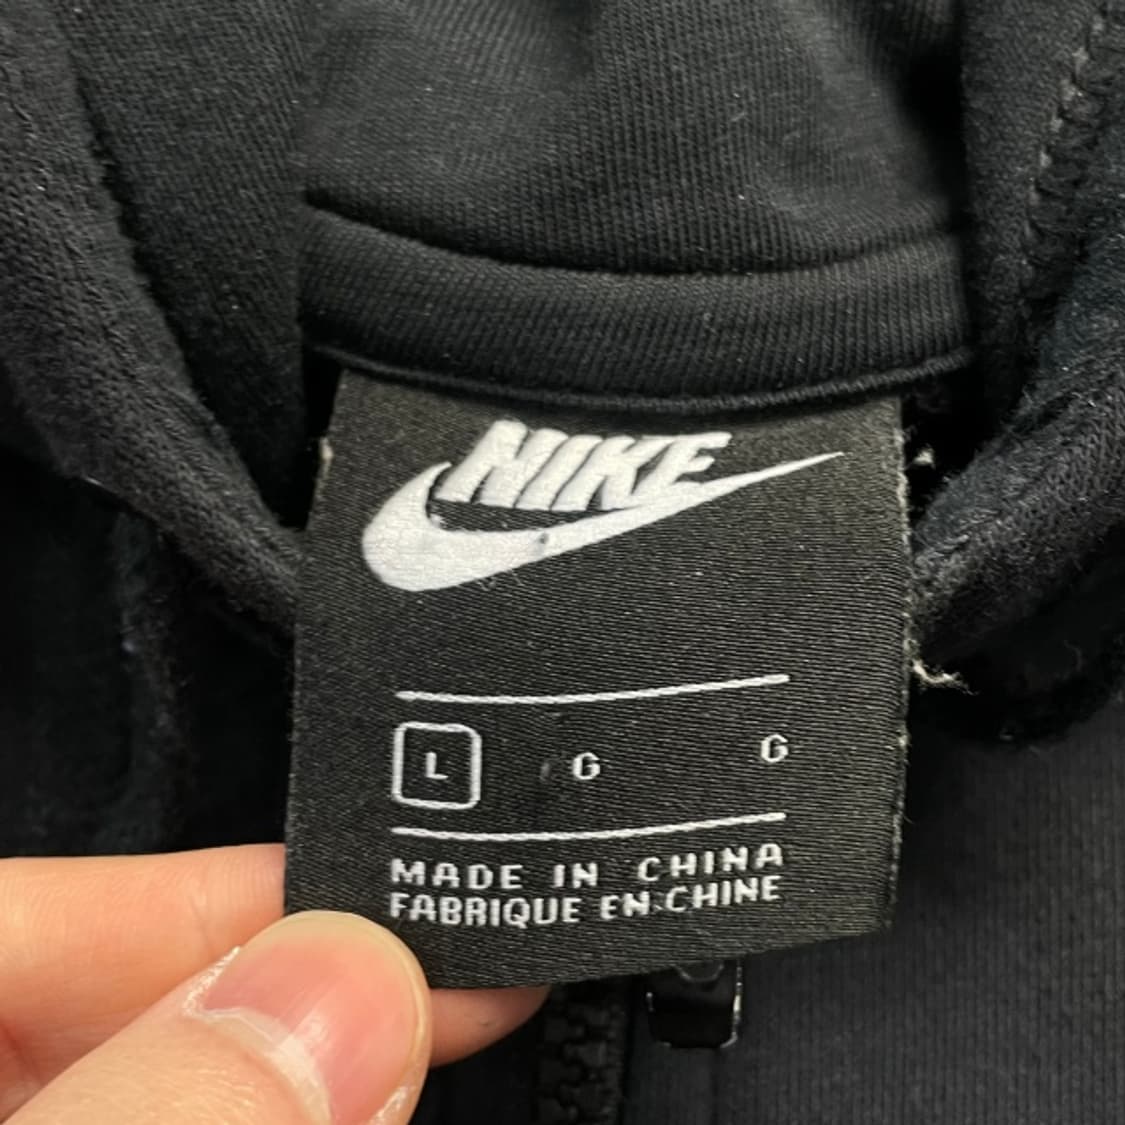 NIKE
L G G
MADE IN CHINA
FABRIQUE EN CHINE